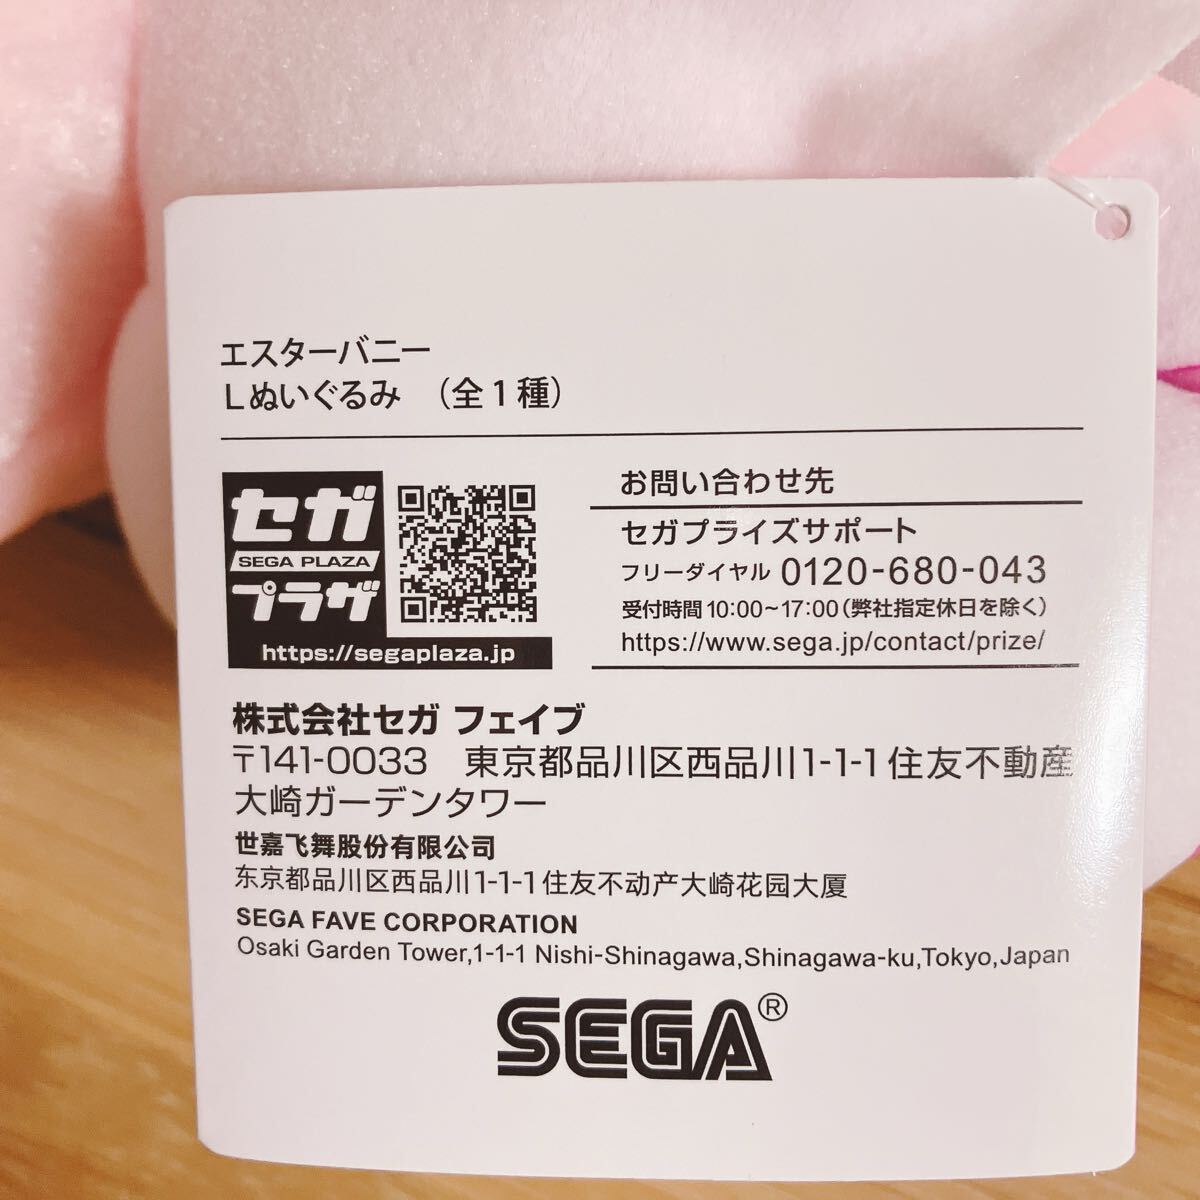 エスターバニー
Lぬいぐるみ （全１種）
セガ
SEGA PLAZA
プラザ
https://segaplaza.jp
お問い合わせ先
セガプライズサポート
フリーダイヤル 0120-680-043
受付時間 10:00～17:00（弊社指定休日を除く）
https://www.sega.jp/contact/prize/
株式会社セガ フェイブ
〒141-0033 東京都品川区西品川1-1-1住友不動産
大崎ガーデンタワー
世嘉飞舞股份有限公司
东京都品川区西品川1-1-1住友不动产大崎花园大厦
SEGA FAVE CORPORATION
Osaki Garden Tower,1-1-1 Nishi-Shinagawa,Shinagawa-ku,Tokyo,Japan
SEGA®